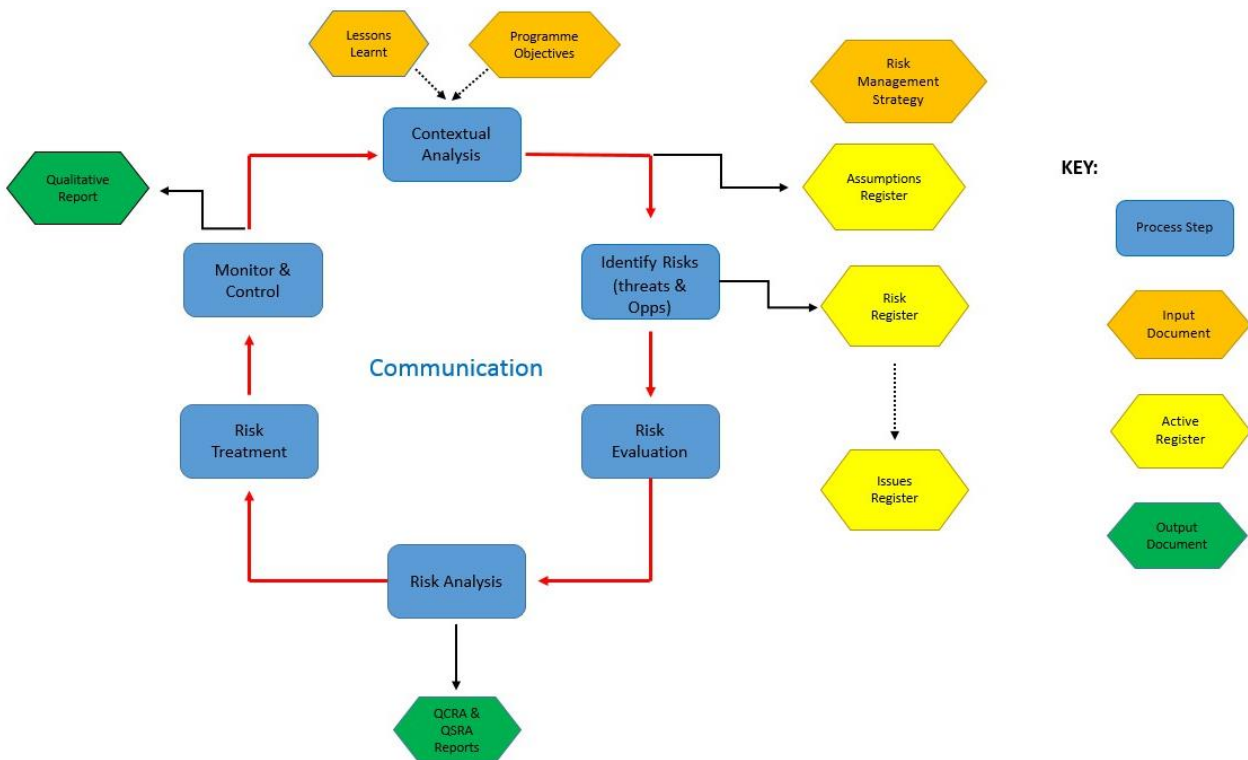 Lessons
Learnt
Programme
Objectives
Risk
Management
Strategy
Contextual
Analysis
KEY:
Qualitative
Report
Assumptions
Register
Process Step
Monitor &
Control
Identify Risks
(threats &
Opps)
Risk
Register
Input
Document
Communication
Risk
Treatment
Risk
Evaluation
Active
Register
Issues
Register
Output
Document
Risk Analysis
QCRA &
QSRA
Reports